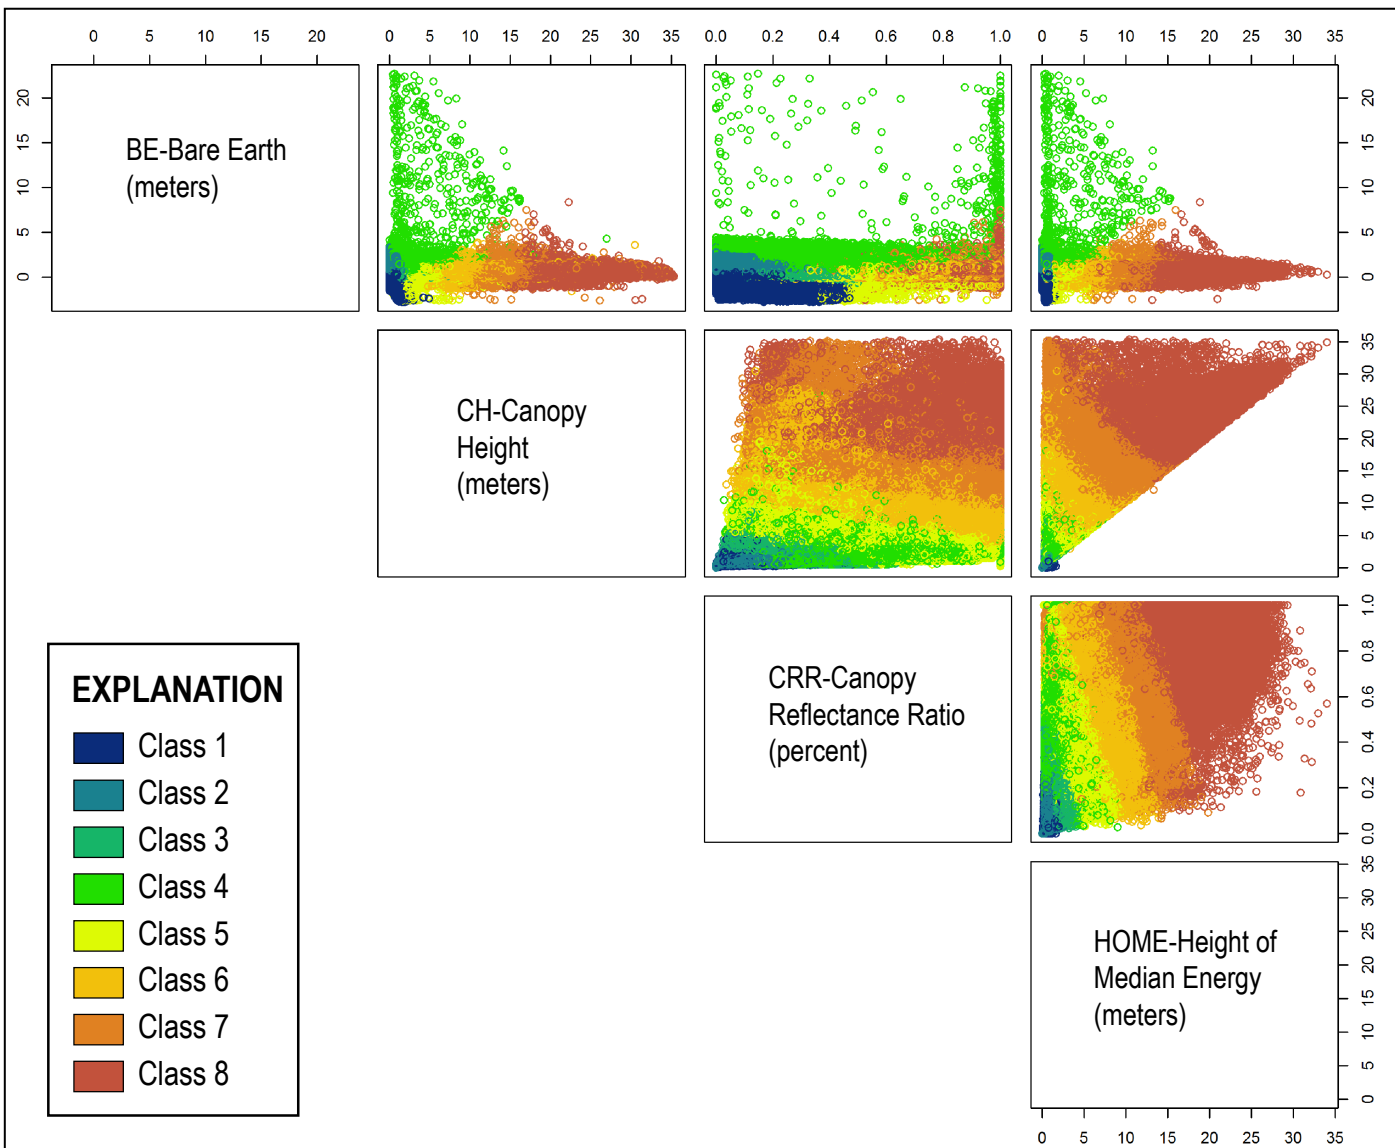 0 5 10 15 20 0 5 10 15 20 25 30 35 0.0 0.2 0.4 0.6 0.8 1.0 0 5 10 15 20 25 30 35
0 5 10 15 20
BE-Bare Earth
(meters)
0 5 10 15 20
CH-Canopy
Height
(meters)
0 5 10 15 20 25 30 35
CRR-Canopy
Reflectance Ratio
(percent)
0.0 0.2 0.4 0.6 0.8 1.0
HOME-Height of
Median Energy
(meters)
0 5 10 15 20 25 30 35
0 5 10 15 20 25 30 35
EXPLANATION
Class 1
Class 2
Class 3
Class 4
Class 5
Class 6
Class 7
Class 8